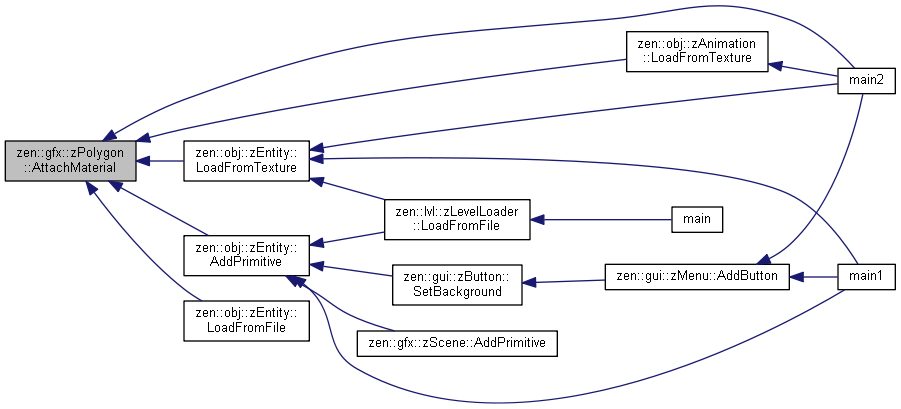 zen::gfx::zPolygon
::AttachMaterial
zen::obj::zEntity::
LoadFromTexture
zen::obj::zEntity::
AddPrimitive
zen::obj::zEntity::
LoadFromFile
zen::obj::zAnimation
::LoadFromTexture
zen::lvl::zLevelLoader
::LoadFromFile
zen::gui::zButton::
SetBackground
zen::gfx::zScene::AddPrimitive
main
zen::gui::zMenu::AddButton
main2
main1